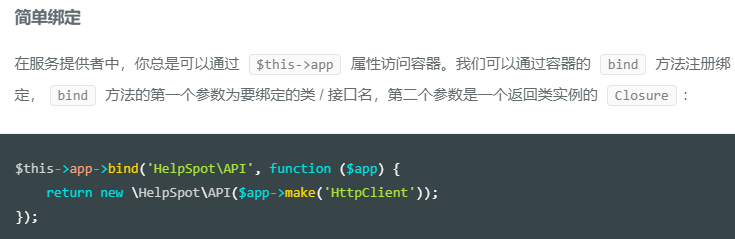 简单绑定
在服务提供者中，你总是可以通过 $this->app 属性访问容器。我们可以通过容器的 bind 方法注册绑
定， bind 方法的第一个参数为要绑定的类 / 接口名，第二个参数是一个返回类实例的 Closure ：
$this->app->bind('HelpSpot\API', function ($app) {
    return new \HelpSpot\API($app->make('HttpClient'));
});